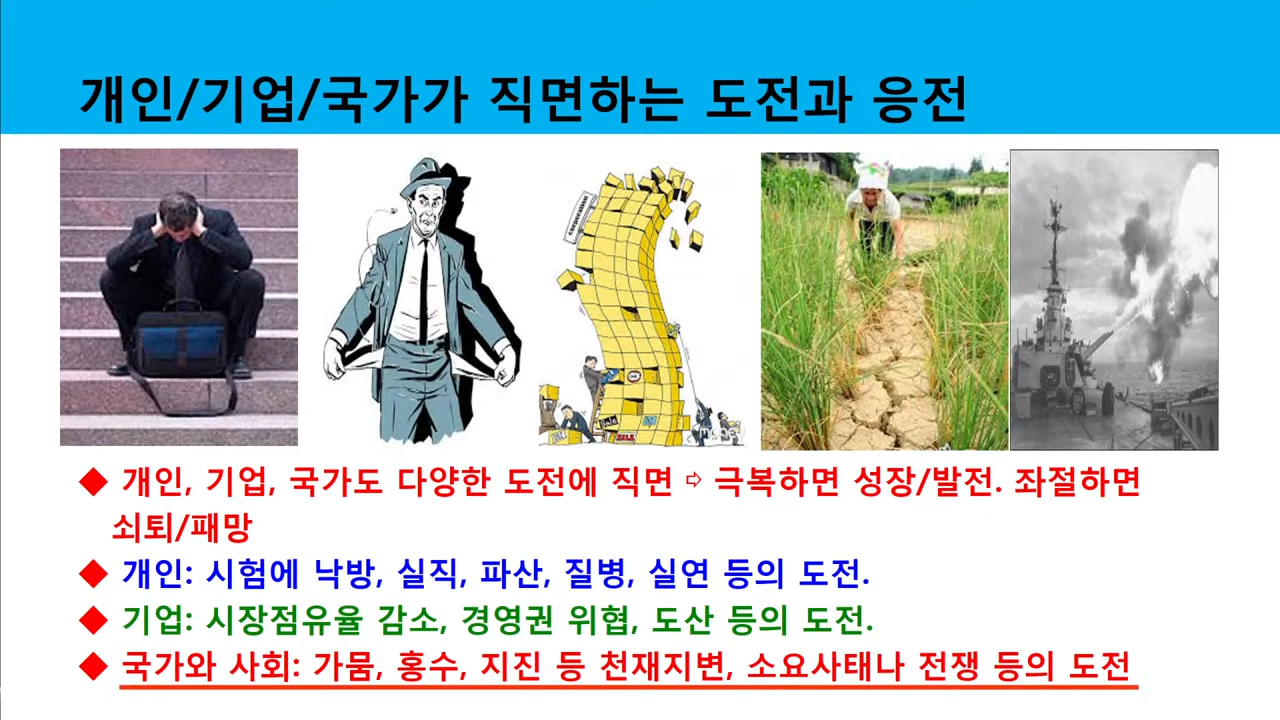 개인/기업/국가가 직면하는 도전과 응전
corporation
SALE
◆ 개인, 기업, 국가도 다양한 도전에 직면 ⇨ 극복하면 성장/발전. 좌절하면
쇠퇴/패망
◆ 개인: 시험에 낙방, 실직, 파산, 질병, 실연 등의 도전.
◆ 기업: 시장점유율 감소, 경영권 위협, 도산 등의 도전.
◆ 국가와 사회: 가뭄, 홍수, 지진 등 천재지변, 소요사태나 전쟁 등의 도전